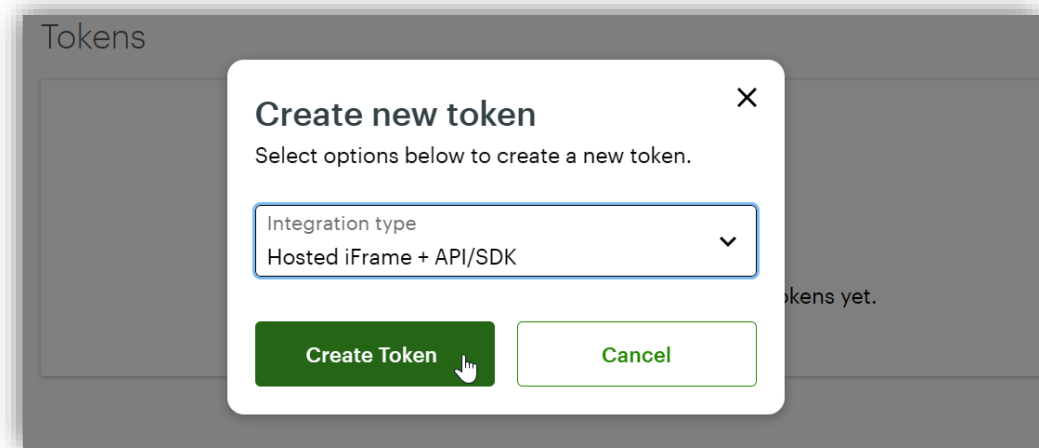 Tokens
Create new token
Select options below to create a new token.
Integration type
Hosted iFrame + API/SDK
yet.
Create Token
Cancel